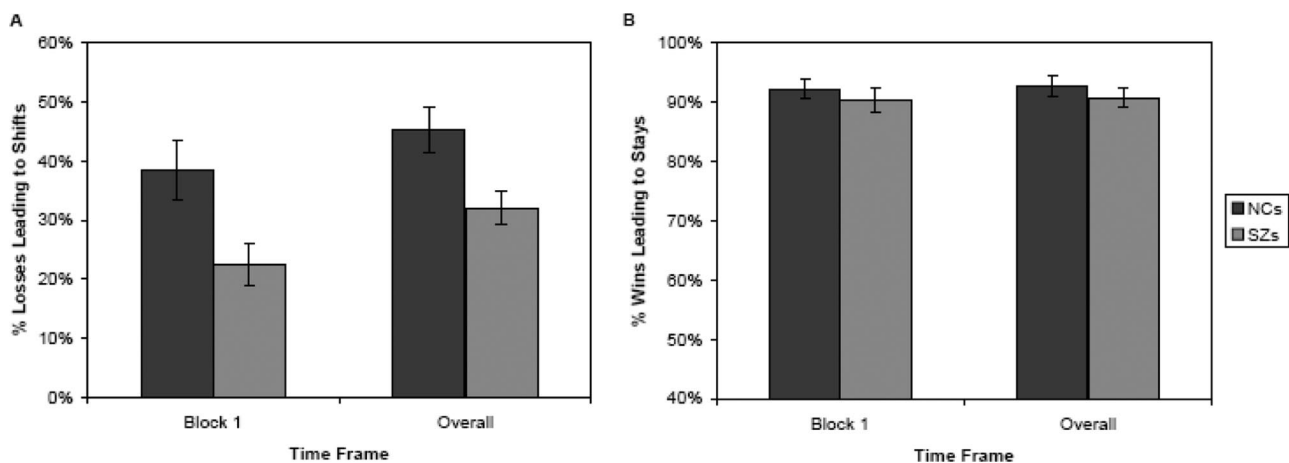 A
% Losses Leading to Shifts
60%
50%
40%
30%
20%
10%
0%
Block 1
Overall
Time Frame
B
% Wins Leading to Stays
100%
90%
80%
70%
60%
50%
40%
Block 1
Overall
Time Frame
NCs
SZs